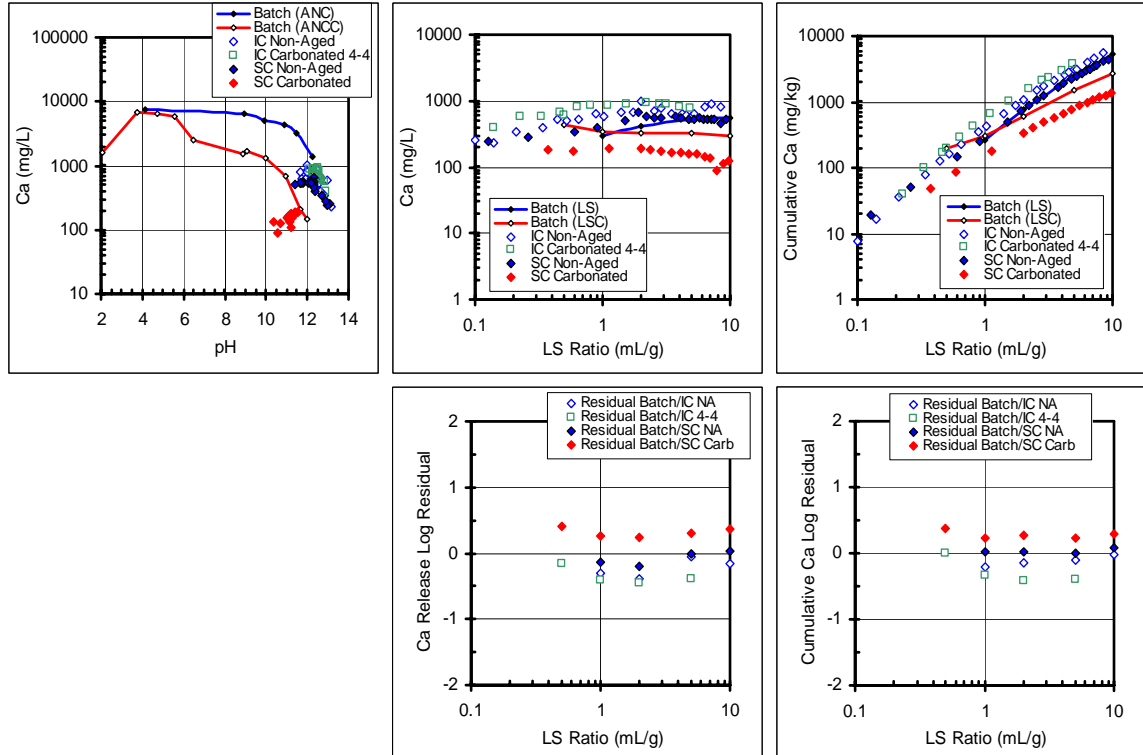 Batch (ANC)
Batch (ANCC)
IC Non-Aged
IC Carbonated 4-4
SC Non-Aged
SC Carbonated
100000
10000
1000
100
10
Ca (mg/L)
2 4 6 8 10 12 14
pH
10000
1000
100
10
1
Ca (mg/L)
Batch (LS)
Batch (LSC)
IC Non-Aged
IC Carbonated 4-4
SC Non-Aged
SC Carbonated
0.1 1 10
LS Ratio (mL/g)
10000
1000
100
10
1
Cumulative Ca (mg/kg)
Batch (LS)
Batch (LSC)
IC Non-Aged
IC Carbonated 4-4
SC Non-Aged
SC Carbonated
0.1 1 10
LS Ratio (mL/g)
Residual Batch/IC NA
Residual Batch/IC 4-4
Residual Batch/SC NA
Residual Batch/SC Carb
2
1
0
-1
-2
Ca Release Log Residual
0.1 1 10
LS Ratio (mL/g)
Residual Batch/IC NA
Residual Batch/IC 4-4
Residual Batch/SC NA
Residual Batch/SC Carb
2
1
0
-1
-2
Cumulative Ca Log Residual
0.1 1 10
LS Ratio (mL/g)